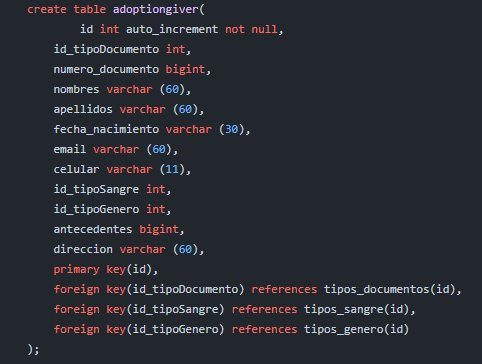 create table adoptiongiver(
id int auto_increment not null,
id_tipoDocumento int,
numero_documento bigint,
nombres varchar (60),
apellidos varchar (60),
fecha_nacimiento varchar (30),
email varchar (60),
celular varchar (11),
id_tipoSangre int,
id_tipoGenero int,
antecedentes bigint,
direccion varchar (60),
primary key(id),
foreign key(id_tipoDocumento) references tipos_documentos(id),
foreign key(id_tipoSangre) references tipos_sangre(id),
foreign key(id_tipoGenero) references tipos_genero(id)
);